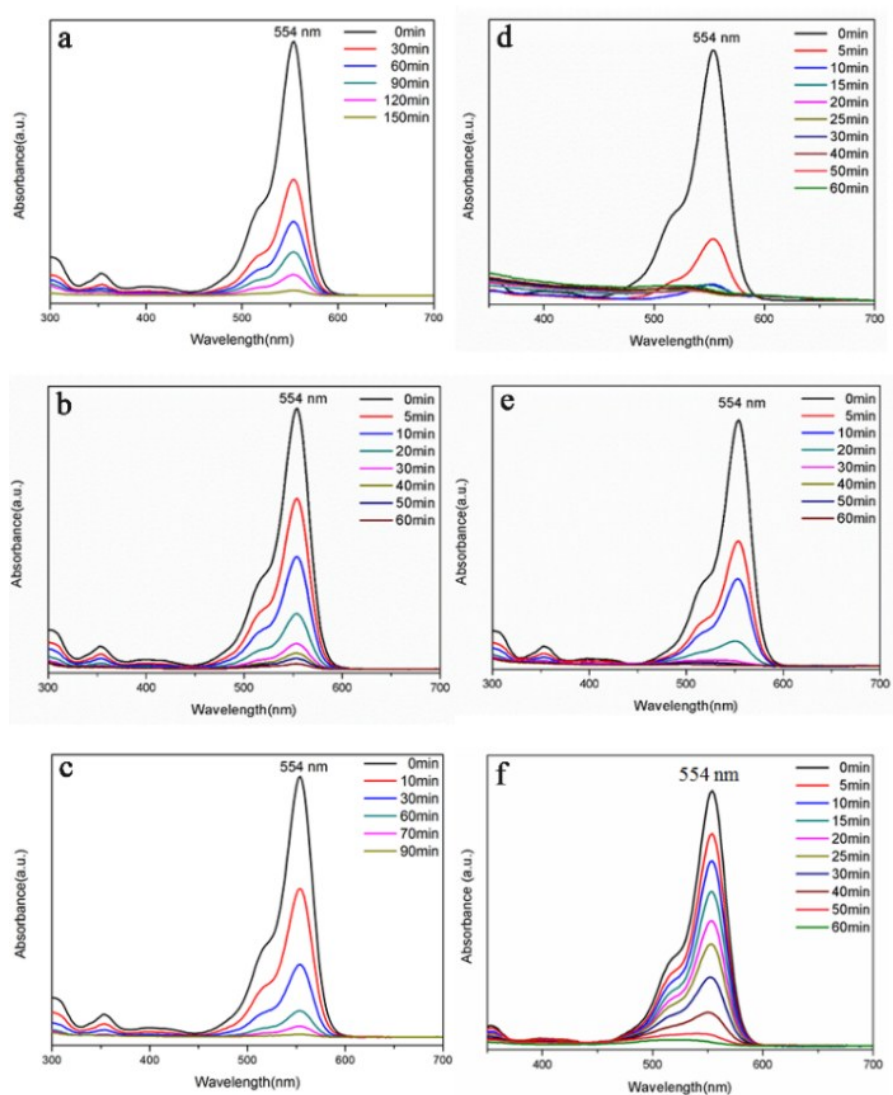 a
554 nm
0min
30min
60min
90min
120min
150min
Absorbance(a.u.)
300 400 500 600 700
Wavelength(nm)
d
554 nm
0min
5min
10min
15min
20min
25min
30min
40min
50min
60min
Absorbance(a.u.)
400 500 600 700
Wavelength(nm)
b
554 nm
0min
5min
10min
20min
30min
40min
50min
60min
Absorbance(a.u.)
300 400 500 600 700
Wavelength(nm)
e
554 nm
0min
5min
10min
20min
30min
40min
50min
60min
Absorbance(a.u.)
300 400 500 600 700
Wavelength(nm)
c
554 nm
0min
10min
30min
60min
70min
90min
Absorbance(a.u.)
300 400 500 600 700
Wavelength(nm)
f
554 nm
0min
5min
10min
15min
20min
25min
30min
40min
50min
60min
Absorbance (a.u.)
400 500 600 700
Wavelength(nm)